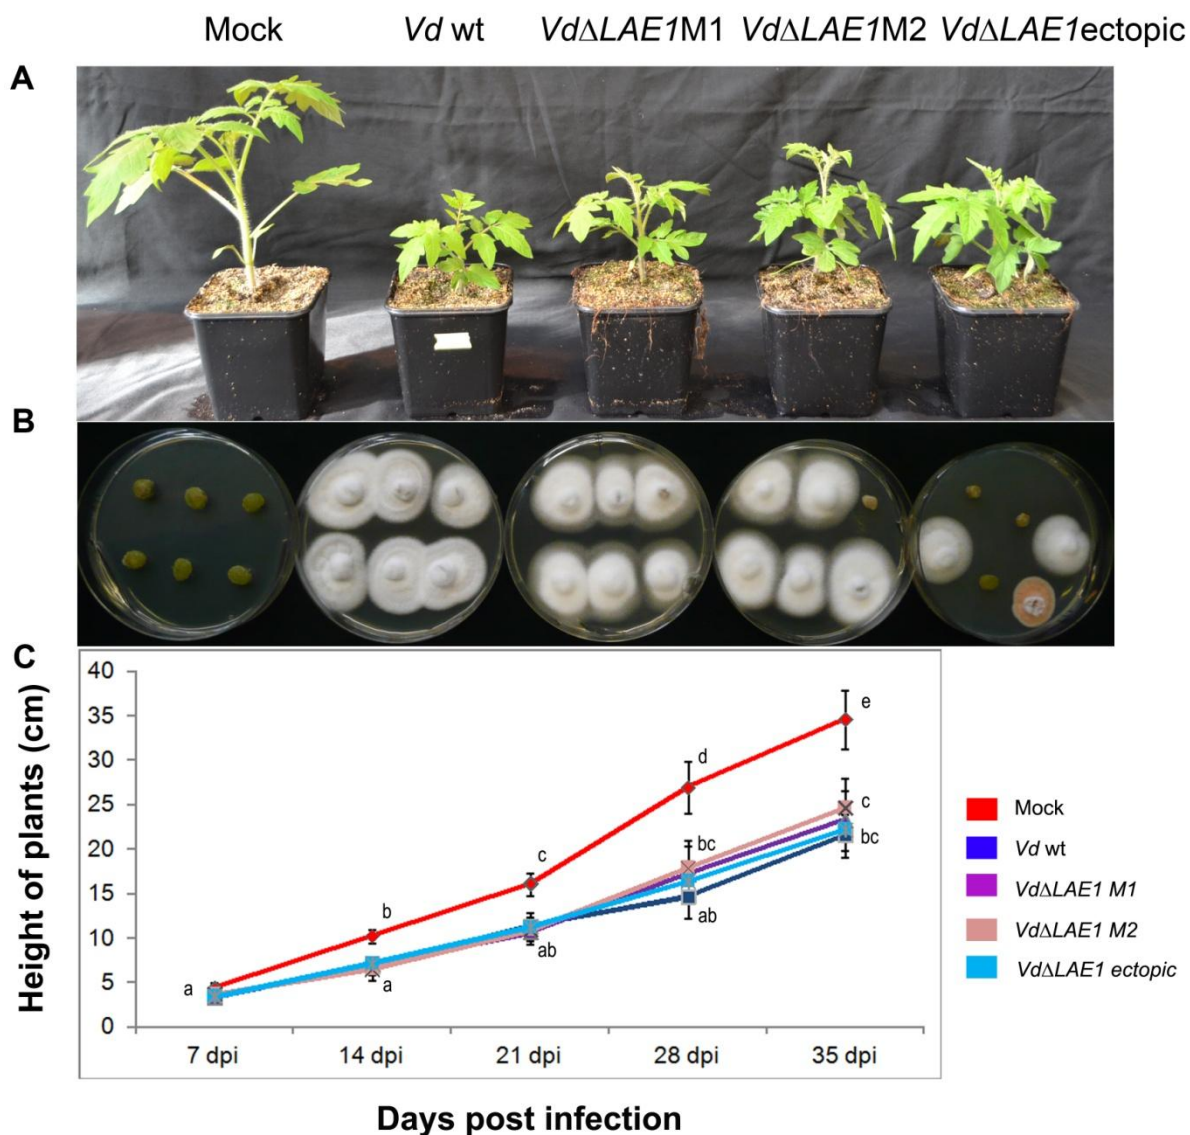 Mock Vd wt VdΔLAE1M1 VdΔLAE1M2 VdΔLAE1ectopic
A
B
C
Height of plants (cm)
40
35
30
25
20
15
10
5
0
a
b
a
c
ab
d
bc
ab
e
c
bc
7 dpi 14 dpi 21 dpi 28 dpi 35 dpi
Days post infection
Mock
Vd wt
VdΔLAE1 M1
VdΔLAE1 M2
VdΔLAE1 ectopic